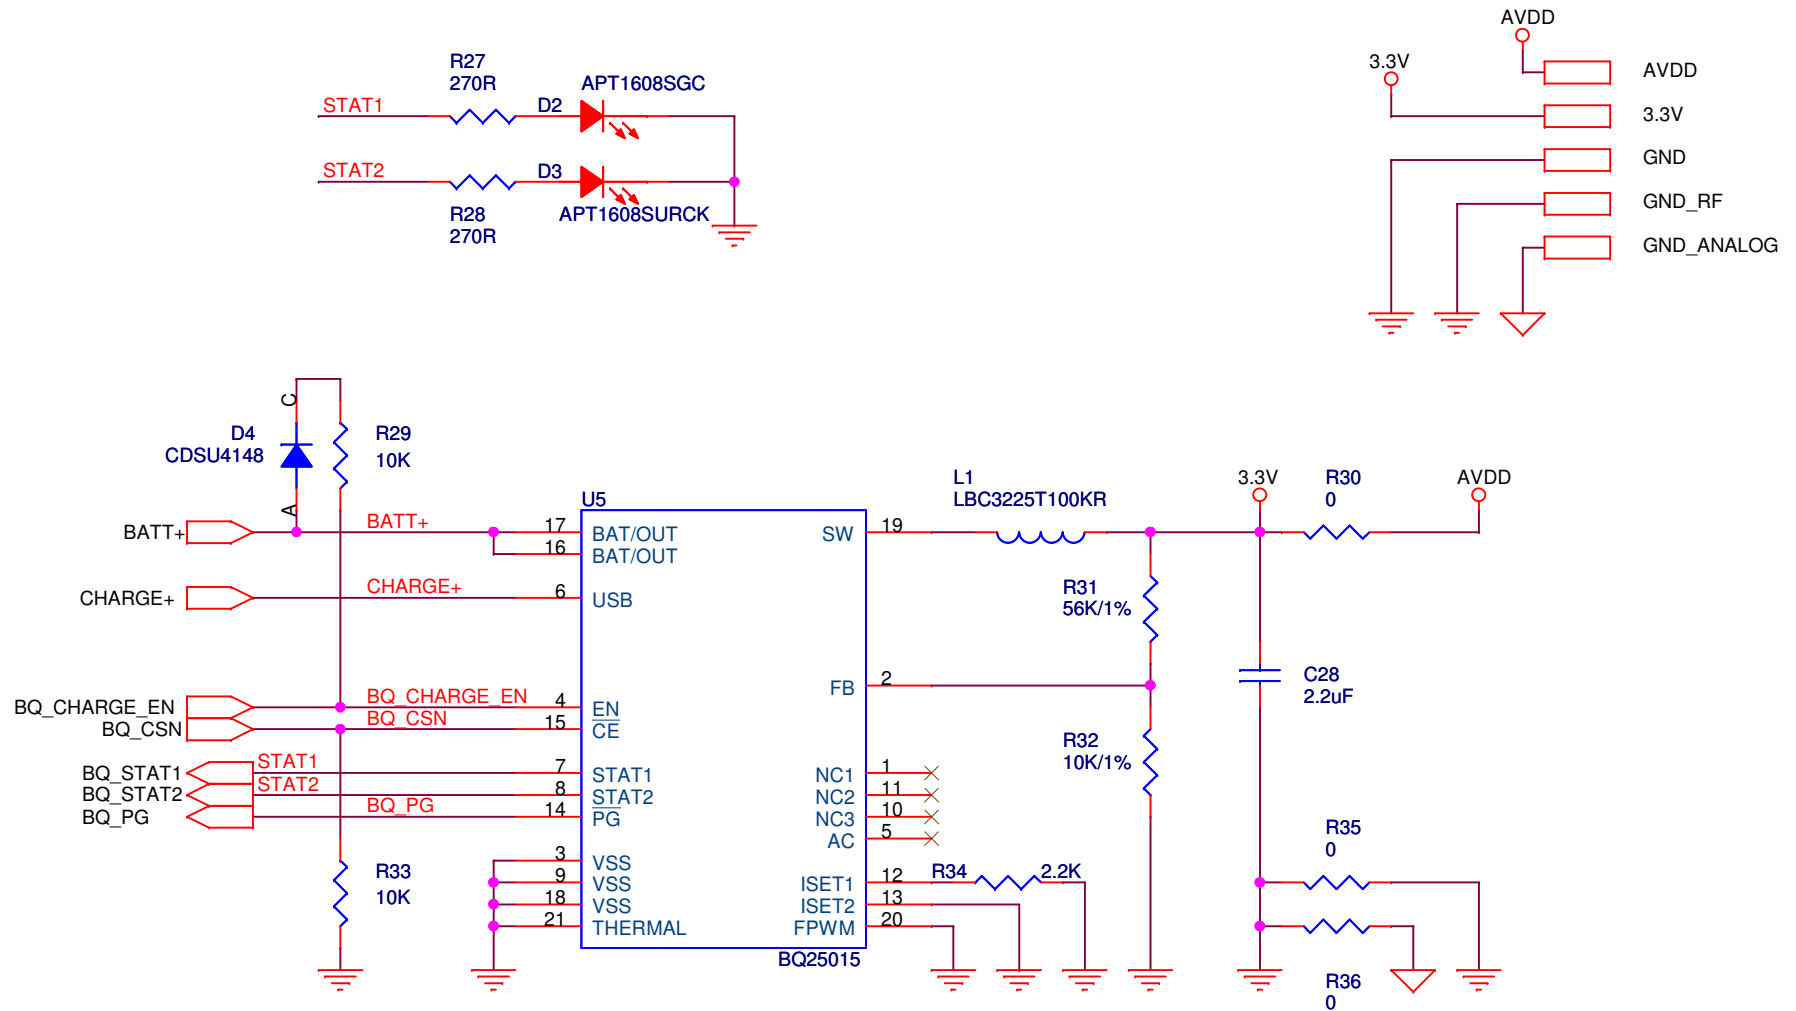 R27
270R
APT1608SGC
STAT1
D2
STAT2
D3
R28
270R
APT1608SURCK
AVDD
3.3V
AVDD
3.3V
GND
GND_RF
GND_ANALOG
C
D4
CDSU4148
R29
10K
A
BATT+
BATT+
CHARGE+
CHARGE+
BQ_CHARGE_EN
BQ_CHARGE_EN
BQ_CSN
BQ_CSN
BQ_STAT1
STAT1
BQ_STAT2
STAT2
BQ_PG
BQ_PG
R33
10K
U5
17 BAT/OUT
16 BAT/OUT
6 USB
4 EN
15 CE
7 STAT1
8 STAT2
14 PG
3 VSS
9 VSS
18 VSS
21 THERMAL
SW 19
FB 2
NC1 1
NC2 11
NC3 10
AC 5
ISET1 12
ISET2 13
FPWM 20
BQ25015
L1
LBC3225T100KR
3.3V
R30
0
AVDD
R31
56K/1%
C28
2.2uF
R32
10K/1%
R34 2.2K
R35
0
R36
0